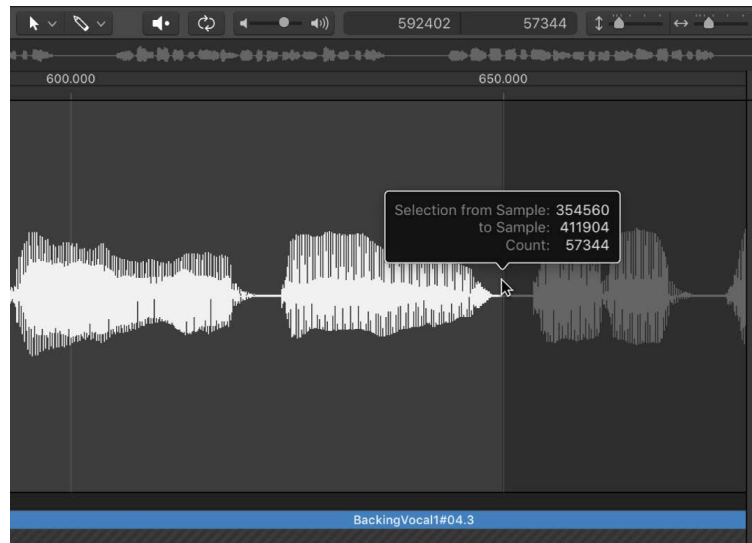 592402 57344
600.000 650.000
Selection from Sample: 354560
to Sample: 411904
Count: 57344
BackingVocal1#04.3